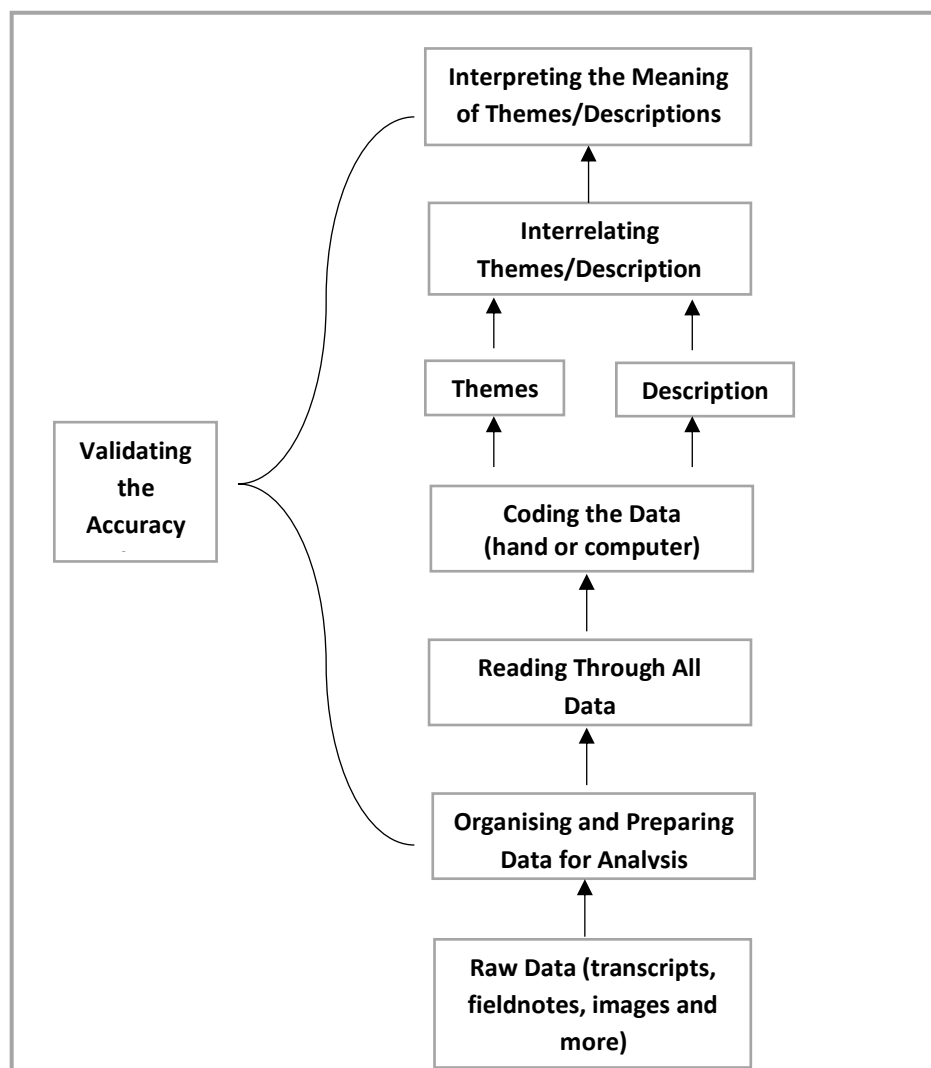 Interpreting the Meaning
of Themes/Descriptions
Interrelating
Themes/Description
Themes
Description
Validating
the
Accuracy
Coding the Data
(hand or computer)
Reading Through All
Data
Organising and Preparing
Data for Analysis
Raw Data (transcripts,
fieldnotes, images and
more)